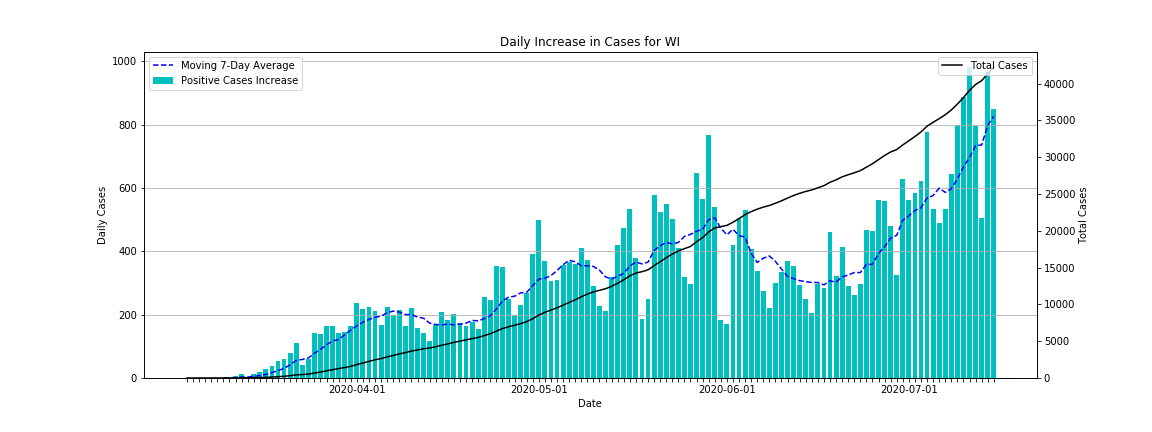 Daily Increase in Cases for WI
Moving 7-Day Average
Positive Cases Increase
Total Cases
1000
800
600
400
200
0
Daily Cases
40000
35000
30000
25000
20000
15000
10000
5000
0
Total Cases
2020-04-01
2020-05-01
2020-06-01
2020-07-01
Date